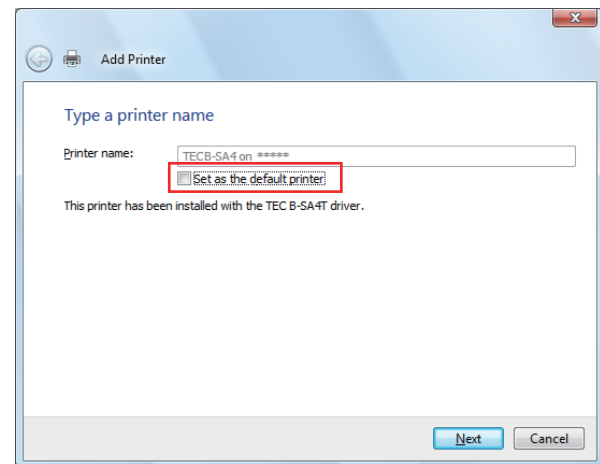 Add Printer
Type a printer name
Printer name:
TECB-SA4 on *****
Set as the default printer
This printer has been installed with the TEC B-SA4T driver.
Next
Cancel